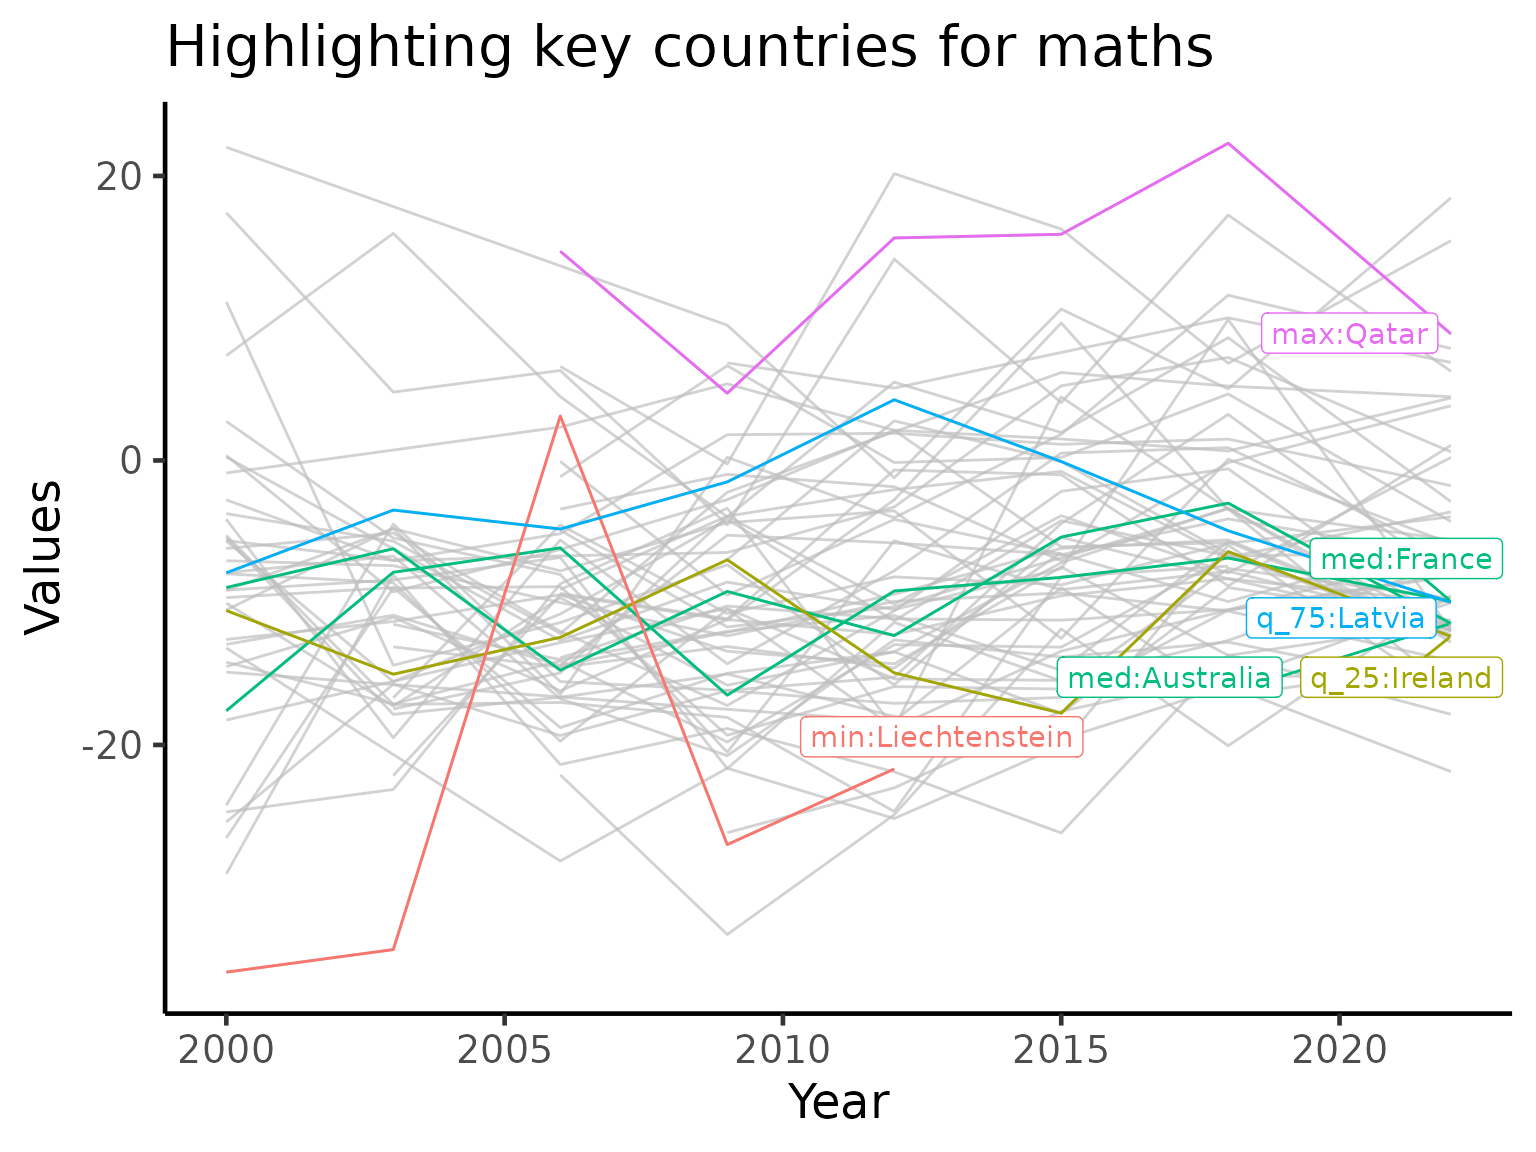 Highlighting key countries for maths
Values
20
0
-20
max:Qatar
med:France
q_75:Latvia
med:Australia
q_25:Ireland
min:Liechtenstein
2000
2005
2010
2015
2020
Year